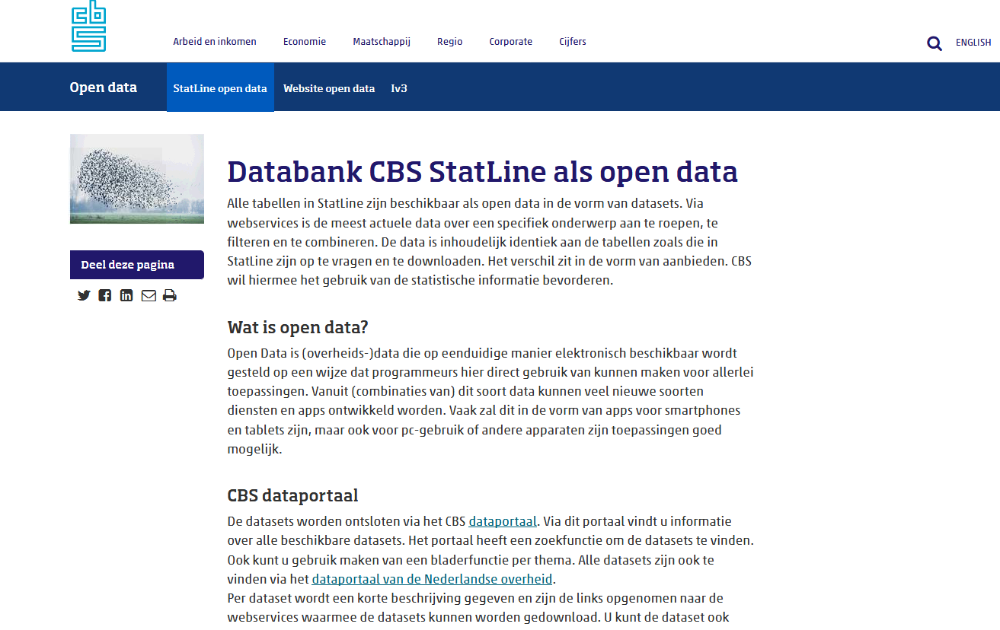 cbs
Arbeid en inkomen
Economie
Maatschappij
Regio
Corporate
Cijfers
ENGLISH
Open data
StatLine open data
Website open data
Iv3
Databank CBS StatLine als open data
Alle tabellen in StatLine zijn beschikbaar als open data in de vorm van datasets. Via
webservices is de meest actuele data over een specifiek onderwerp aan te roepen, te
filteren en te combineren. De data is inhoudelijk identiek aan de tabellen zoals die in
StatLine zijn op te vragen en te downloaden. Het verschil zit in de vorm van aanbieden. CBS
wil hiermee het gebruik van de statistische informatie bevorderen.
Deel deze pagina
Wat is open data?
Open Data is (overheids-)data die op eenduidige manier elektronisch beschikbaar wordt
gesteld op een wijze dat programmeurs hier direct gebruik van kunnen maken voor allerlei
toepassingen. Vanuit (combinaties van) dit soort data kunnen veel nieuwe soorten
diensten en apps ontwikkeld worden. Vaak zal dit in de vorm van apps voor smartphones
en tablets zijn, maar ook voor pc-gebruik of andere apparaten zijn toepassingen goed
mogelijk.
CBS dataportaal
De datasets worden ontsloten via het CBS dataportaal. Via dit portaal vindt u informatie
over alle beschikbare datasets. Het portaal heeft een zoekfunctie om de datasets te vinden.
Ook kunt u gebruik maken van een bladerfunctie per thema. Alle datasets zijn ook te
vinden via het dataportaal van de Nederlandse overheid.
Per dataset wordt een korte beschrijving gegeven en zijn de links opgenomen naar de
webservices waarmee de datasets kunnen worden gedownload. U kunt de dataset ook